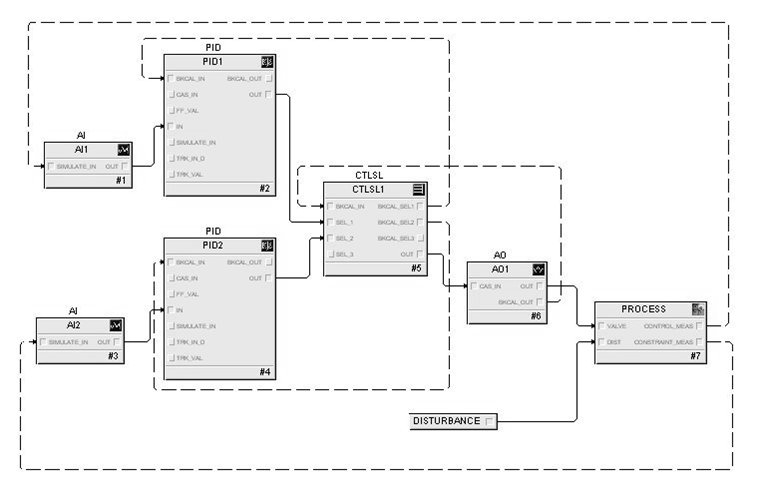 PID
PID1
BKCAL_IN BKCAL_OUT
CAS_IN OUT
FF_VAL
IN
SIMULATE_IN
TRK_IN_D
TRK_VAL
#2
AI
AI1
SIMULATE_IN OUT
#1
CTLSL
CTLSL1
BKCAL_IN BKCAL_SEL1
SEL_1 BKCAL_SEL2
SEL_2 BKCAL_SEL3
SEL_3 OUT
#5
PID
PID2
BKCAL_IN BKCAL_OUT
CAS_IN OUT
FF_VAL
IN
SIMULATE_IN
TRK_IN_D
TRK_VAL
#4
AI
AI2
SIMULATE_IN OUT
#3
AO
AO1
CAS_IN OUT
BKCAL_OUT
#6
PROCESS
VALVE CONTROL_MEAS
DIST CONSTRAINT_MEAS
#7
DISTURBANCE